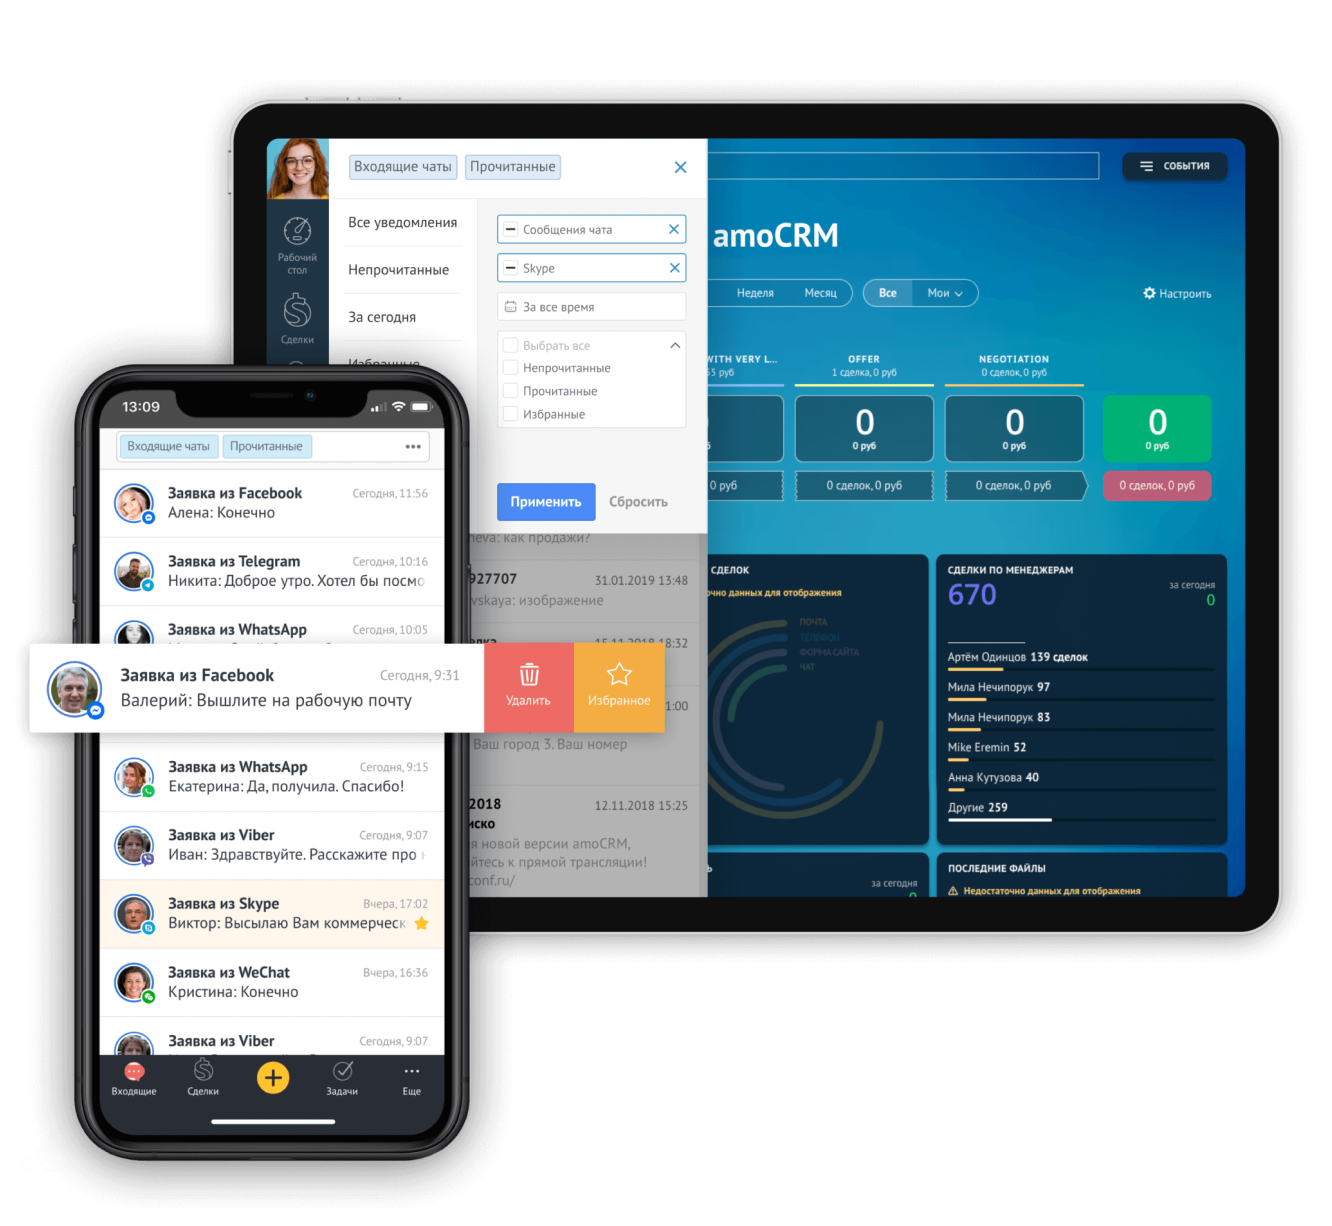 Входящие чаты
Прочитанные
СОБЫТИЯ
Рабочий
стол
Сделки
Все уведомления
Непрочитанные
За сегодня
Избранные
Сообщения чата
Skype
За все время
Выбрать все
Непрочитанные
Прочитанные
Избранные
Применить
Сбросить
amoCRM
Неделя
Месяц
Все
Мои
Настроить
WITH VERY L...
55 руб
OFFER
1 сделка, 0 руб
NEGOTIATION
0 сделок, 0 руб
0
0 руб
0
0 руб
0
0 руб
0 руб
0 сделок, 0 руб
0 сделок, 0 руб
0 сделок, 0 руб
как продажи?
927707
31.01.2019 13:48
vskaya: изображение
15.11.2018 18:32
1:00
Ваш город 3. Ваш номер
2018
12.11.2018 15:25
иско
я новой версии amoCRM,
йтесь к прямой трансляции!
conf.ru/
СДЕЛОК
очно данных для отображения
ПОЧТА
ТЕЛЕФОН
ФОРМА САЙТА
ЧАТ
СДЕЛКИ ПО МЕНЕДЖЕРАМ
670
за сегодня
0
Артём Одинцов 139 сделок
Мила Нечипорук 97
Мила Нечипорук 83
Mike Eremin 52
Анна Кутузова 40
Другие 259
за сегодня
ПОСЛЕДНИЕ ФАЙЛЫ
Недостаточно данных для отображения
13:09
Входящие чаты
Прочитанные
Заявка из Facebook
Сегодня, 11:56
Алена: Конечно
Заявка из Telegram
Сегодня, 10:16
Никита: Доброе утро. Хотел бы посмо
Заявка из WhatsApp
Сегодня, 10:05
Заявка из Facebook
Сегодня, 9:31
Валерий: Вышлите на рабочую почту
Удалить
Избранное
Заявка из WhatsApp
Сегодня, 9:15
Екатерина: Да, получила. Спасибо!
Заявка из Viber
Сегодня, 9:07
Иван: Здравствуйте. Расскажите про
Заявка из Skype
Вчера, 17:02
Виктор: Высылаю Вам коммерческ
Заявка из WeChat
Вчера, 16:36
Кристина: Конечно
Заявка из Viber
Сегодня, 9:07
Входящие
Сделки
Задачи
Еще